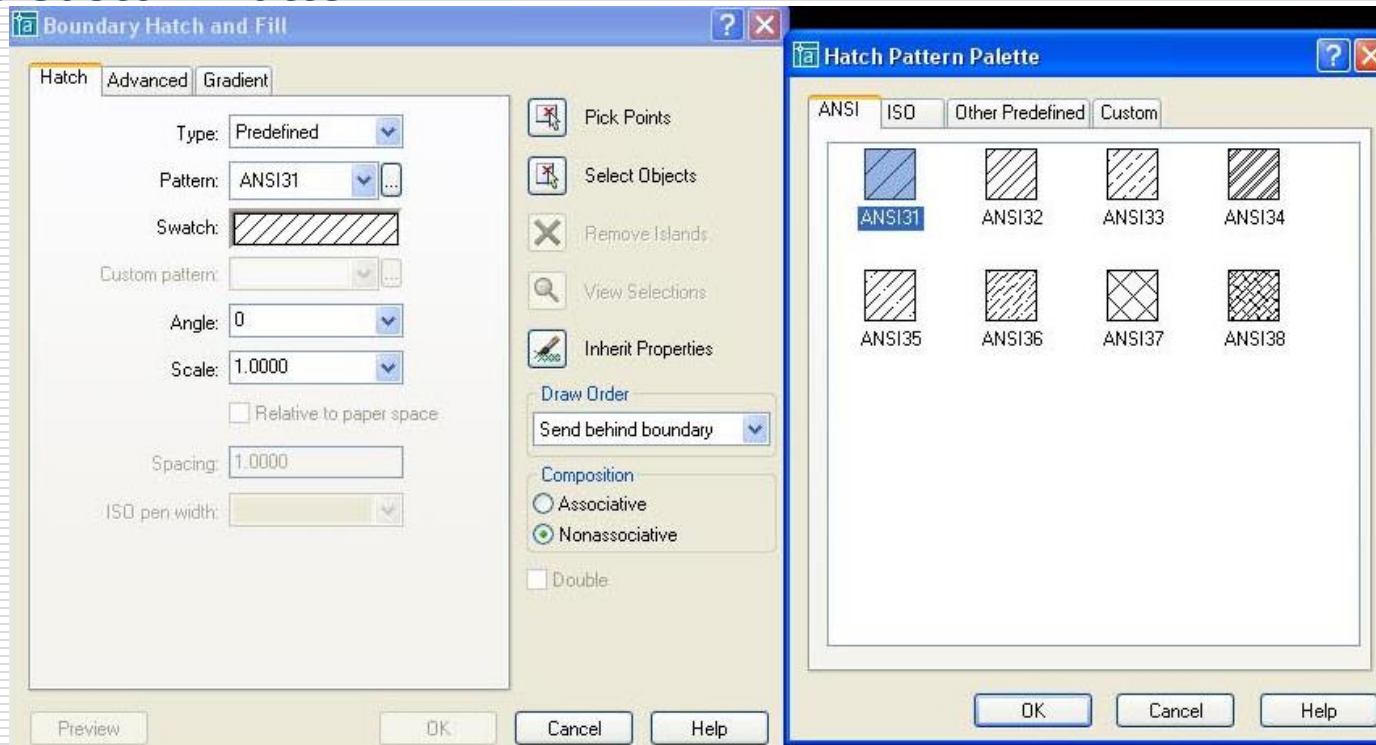 Boundary Hatch and Fill
Hatch Advanced Gradient
Type: Predefined
Pattern: ANSI31 ...
Swatch:
Custom pattern: ...
Angle: 0
Scale: 1.0000
Relative to paper space
Spacing: 1.0000
ISO pen width:
Pick Points
Select Objects
Remove Islands
View Selections
Inherit Properties
Draw Order
Send behind boundary
Composition
Associative
Nonassociative
Double
Preview OK Cancel Help
Hatch Pattern Palette
ANSI ISO Other Predefined Custom
ANSI31 ANSI32 ANSI33 ANSI34
ANSI35 ANSI36 ANSI37 ANSI38
OK Cancel Help